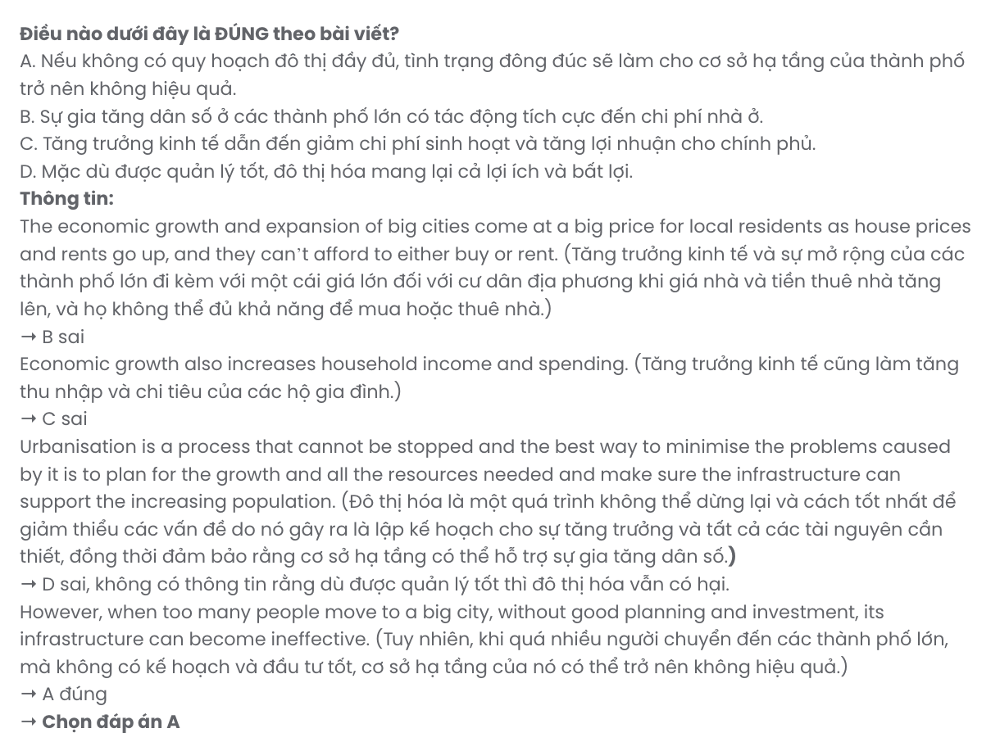 Điều nào dưới đây là ĐÚNG theo bài viết?
A. Nếu không có quy hoạch đô thị đầy đủ, tình trạng đông đúc sẽ làm cho cơ sở hạ tầng của thành phố
trở nên không hiệu quả.
B. Sự gia tăng dân số ở các thành phố lớn có tác động tích cực đến chi phí nhà ở.
C. Tăng trưởng kinh tế dẫn đến giảm chi phí sinh hoạt và tăng lợi nhuận cho chính phủ.
D. Mặc dù được quản lý tốt, đô thị hóa mang lại cả lợi ích và bất lợi.
Thông tin:
The economic growth and expansion of big cities come at a big price for local residents as house prices
and rents go up, and they can’t afford to either buy or rent. (Tăng trưởng kinh tế và sự mở rộng của các
thành phố lớn đi kèm với một cái giá lớn đối với cư dân địa phương khi giá nhà và tiền thuê nhà tăng
lên, và họ không thể đủ khả năng để mua hoặc thuê nhà.)
→ B sai
Economic growth also increases household income and spending. (Tăng trưởng kinh tế cũng làm tăng
thu nhập và chi tiêu của các hộ gia đình.)
→ C sai
Urbanisation is a process that cannot be stopped and the best way to minimise the problems caused
by it is to plan for the growth and all the resources needed and make sure the infrastructure can
support the increasing population. (Đô thị hóa là một quá trình không thể dừng lại và cách tốt nhất để
giảm thiểu các vấn đề do nó gây ra là lập kế hoạch cho sự tăng trưởng và tất cả các tài nguyên cần
thiết, đồng thời đảm bảo rằng cơ sở hạ tầng có thể hỗ trợ sự gia tăng dân số.)
→ D sai, không có thông tin rằng dù được quản lý tốt thì đô thị hóa vẫn có hại.
However, when too many people move to a big city, without good planning and investment, its
infrastructure can become ineffective. (Tuy nhiên, khi quá nhiều người chuyển đến các thành phố lớn,
mà không có kế hoạch và đầu tư tốt, cơ sở hạ tầng của nó có thể trở nên không hiệu quả.)
→ A đúng
→ Chọn đáp án A